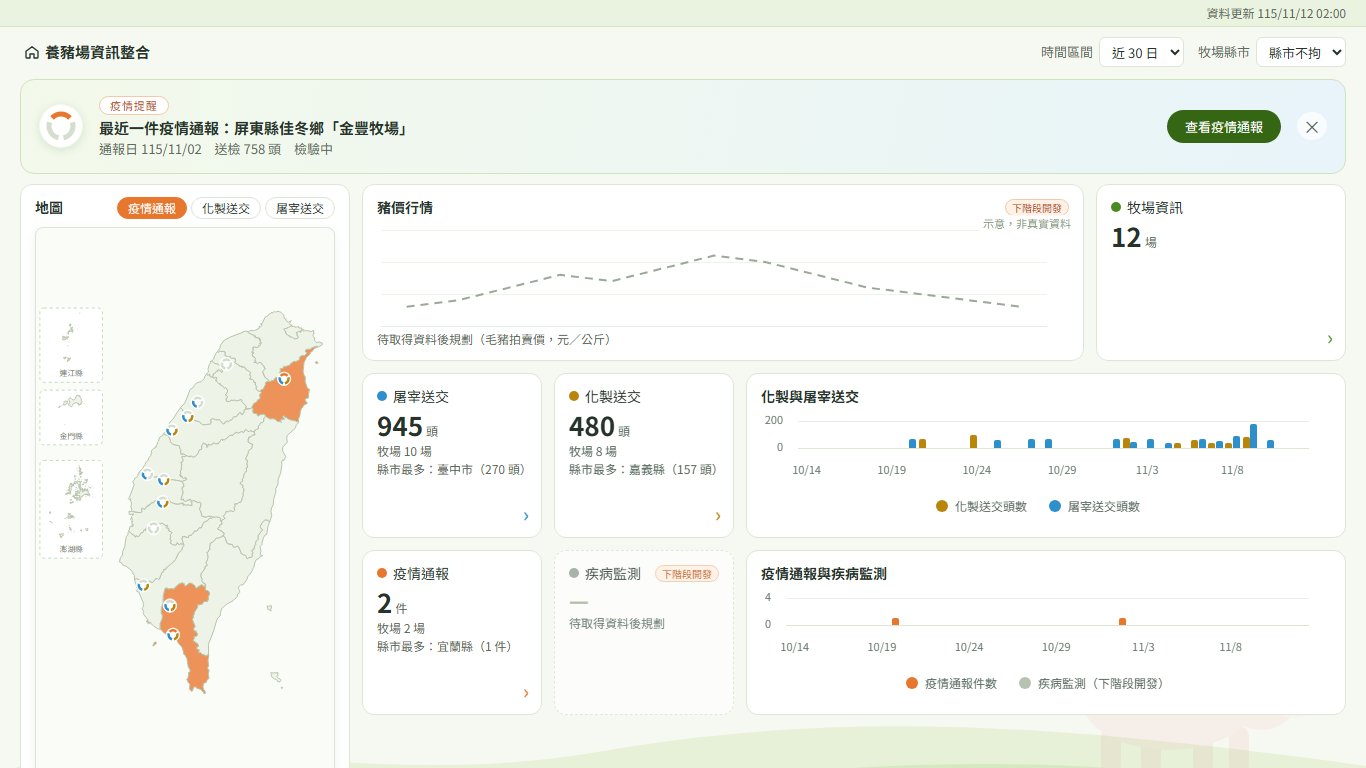 資料更新 115/11/12 02:00
養豬場資訊整合
時間區間 近 30 日 牧場縣市 縣市不拘
疫情提醒
最近一件疫情通報：屏東縣佳冬鄉「金豐牧場」
通報日 115/11/02 送檢 758 頭 檢驗中
查看疫情通報
地圖 疫情通報 化製送交 屠宰送交
連江縣
金門縣
澎湖縣
豬價行情 下階段開發
示意，非真實資料
待取得資料後規劃（毛豬拍賣價，元／公斤）
牧場資訊
12 場
屠宰送交
945 頭
牧場 10 場
縣市最多：臺中市（270 頭）
化製送交
480 頭
牧場 8 場
縣市最多：嘉義縣（157 頭）
化製與屠宰送交
200
0
10/14 10/19 10/24 10/29 11/3 11/8
化製送交頭數 屠宰送交頭數
疫情通報
2 件
牧場 2 場
縣市最多：宜蘭縣（1 件）
疾病監測 下階段開發
—
待取得資料後規劃
疫情通報與疾病監測
4
0
10/14 10/19 10/24 10/29 11/3 11/8
疫情通報件數 疾病監測（下階段開發）